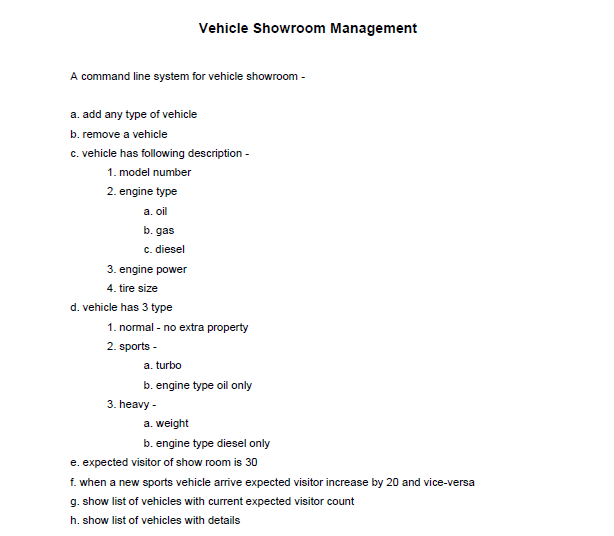 Vehicle Showroom Management
A command line system for vehicle showroom -
a. add any type of vehicle
b. remove a vehicle
c. vehicle has following description -
1. model number
2. engine type
a. oil
b. gas
c. diesel
3. engine power
4. tire size
d. vehicle has 3 type
1. normal - no extra property
2. sports -
a. turbo
b. engine type oil only
3. heavy -
a. weight
b. engine type diesel only
e. expected visitor of show room is 30
f. when a new sports vehicle arrive expected visitor increase by 20 and vice-versa
g. show list of vehicles with current expected visitor count
h. show list of vehicles with details